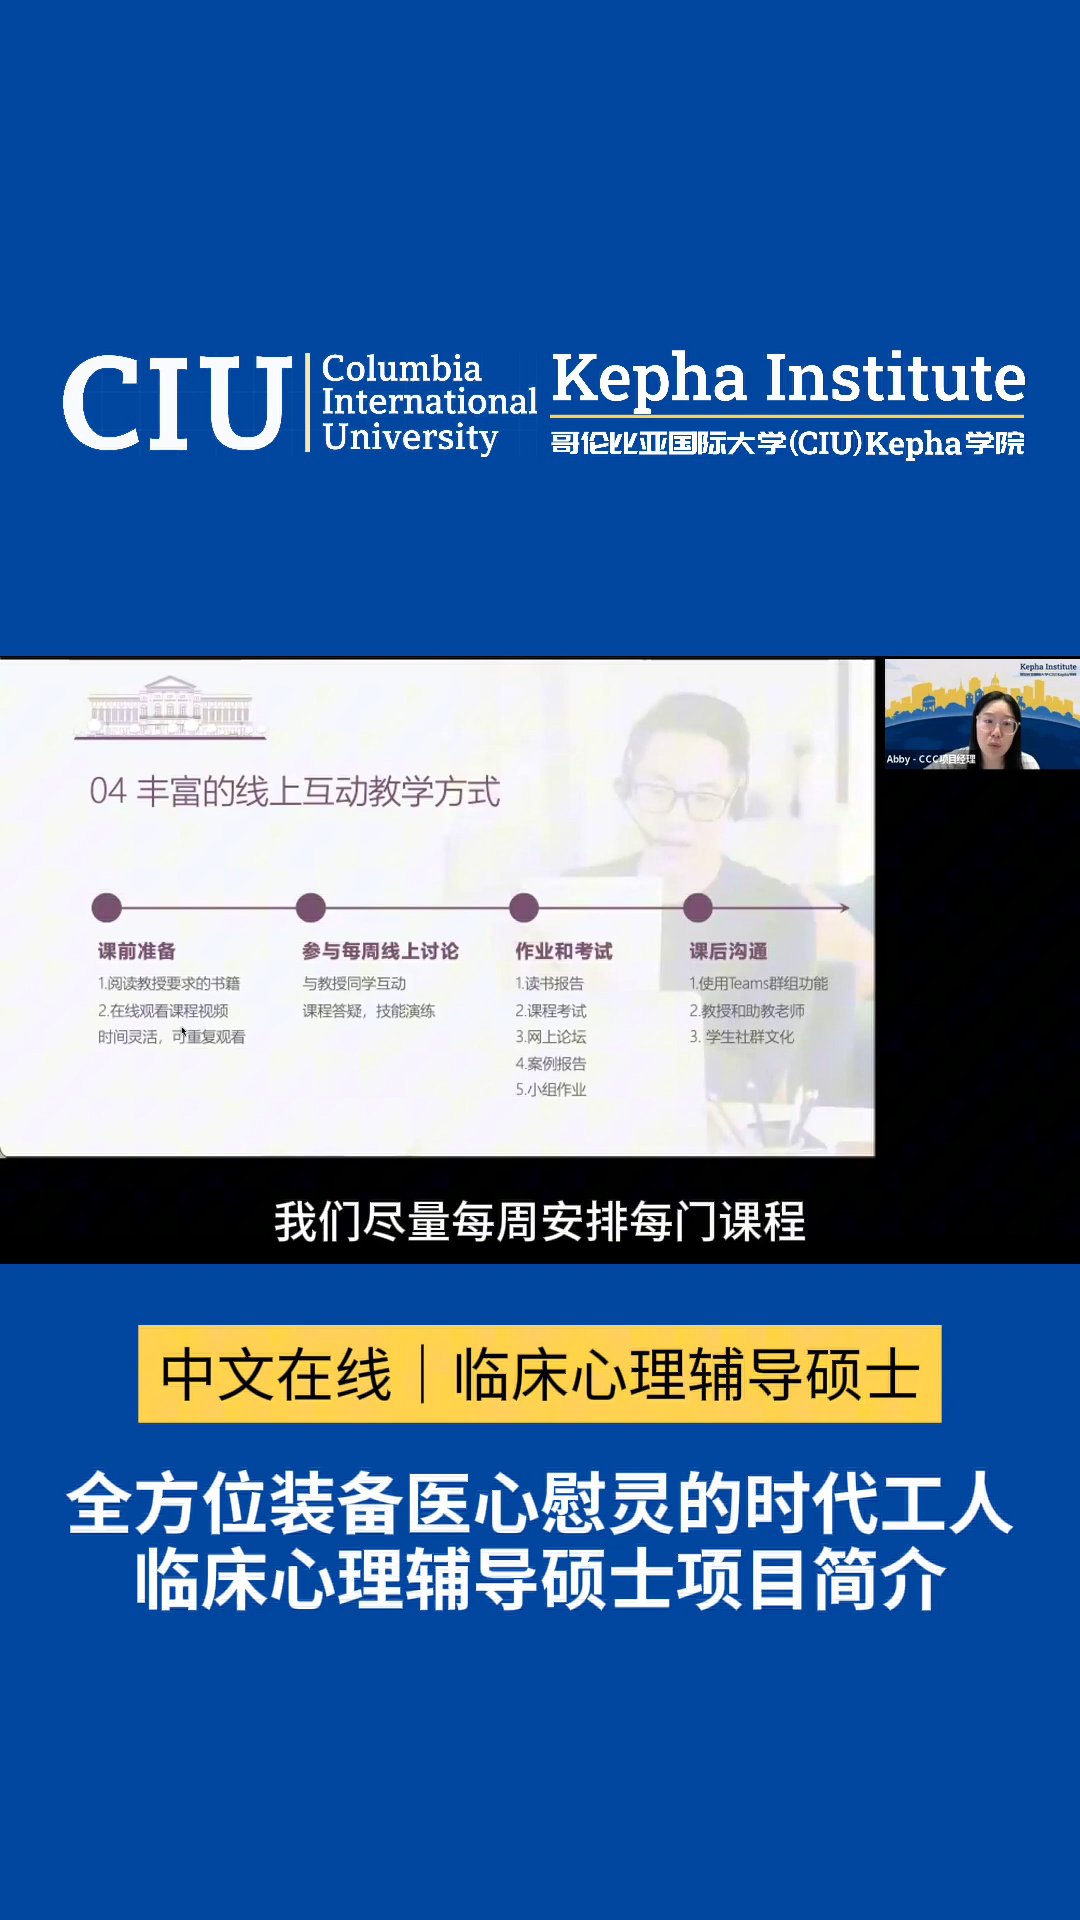 CIU
Columbia
International
University
Kepha Institute
哥伦比亚国际大学(CIU)Kepha学院
Kepha Institute
Abby - CCC项目经理
04 丰富的线上互动教学方式
课前准备
1.阅读教授要求的书籍
2.在线观看课程视频
时间灵活，可重复观看
参与每周线上讨论
与教授同学互动
课程答疑，技能演练
作业和考试
1.读书报告
2.课程考试
3.网上论坛
4.案例报告
5.小组作业
课后沟通
1.使用Teams群组功能
2.教授和助教老师
3. 学生社群文化
我们尽量每周安排每门课程
中文在线｜临床心理辅导硕士
全方位装备医心慰灵的时代工人
临床心理辅导硕士项目简介